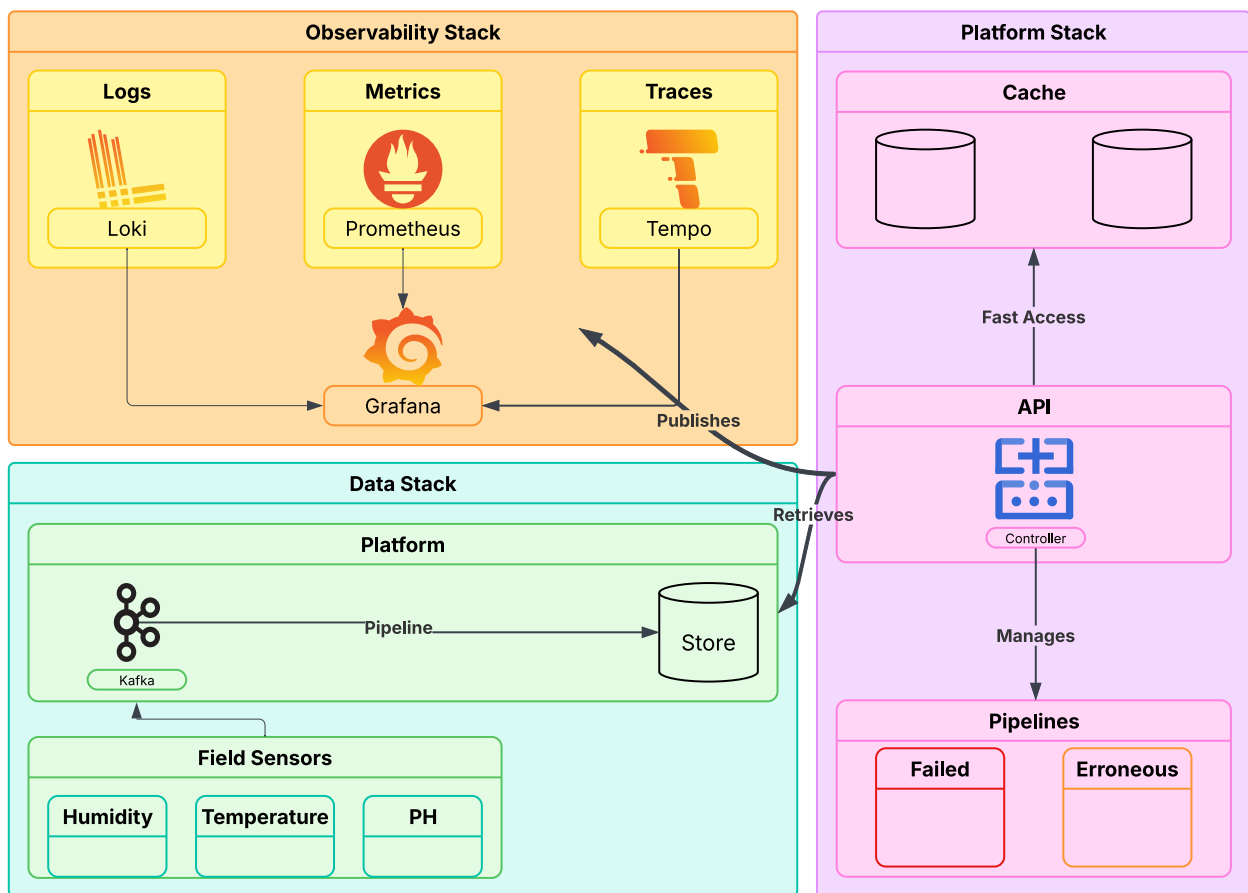 Observability Stack
Logs
Loki
Metrics
Prometheus
Traces
Tempo
Grafana
Publishes
Data Stack
Platform
Kafka
Pipeline
Store
Retrieves
Field Sensors
Humidity
Temperature
PH
Platform Stack
Cache
Fast Access
API
Controller
Manages
Pipelines
Failed
Erroneous